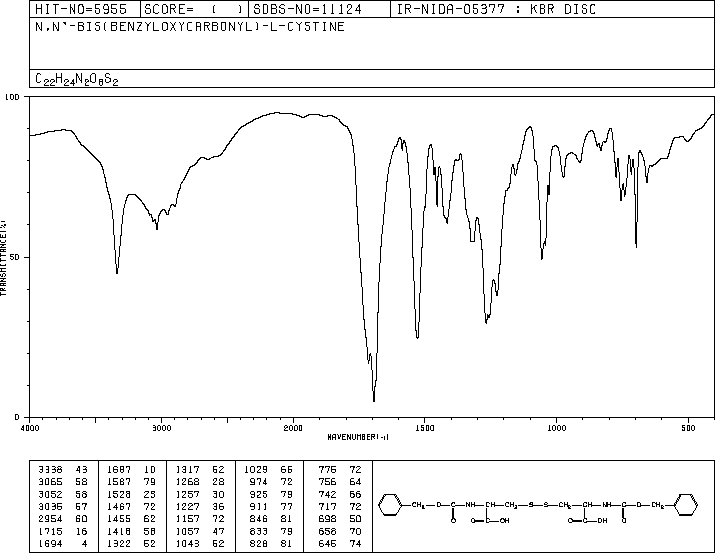 HIT-NO=5955 SCORE= ( ) SDBS-NO=11124 IR-NIDA-05377 : KBR DISC
N,N'-BIS(BENZYLOXYCARBONYL)-L-CYSTINE
C22H24N2O8S2
100
50
0
TRANSMITTANCE(%)
4000 3000 2000 1500 1000 500
WAVENUMBER(-1)
3338 43 1687 10 1317 52 1029 66 776 72
3065 58 1587 79 1268 28 974 72 756 64
3052 58 1528 23 1257 30 925 79 742 66
3035 57 1467 72 1227 36 911 77 717 72
2954 60 1455 62 1157 72 846 81 698 50
1715 16 1418 58 1057 47 833 79 658 70
1694 4 1322 52 1043 52 828 81 645 74
CH2 O C NH CH CH2 S S CH2 CH NH C O CH2
O C OH O C OH O
O O